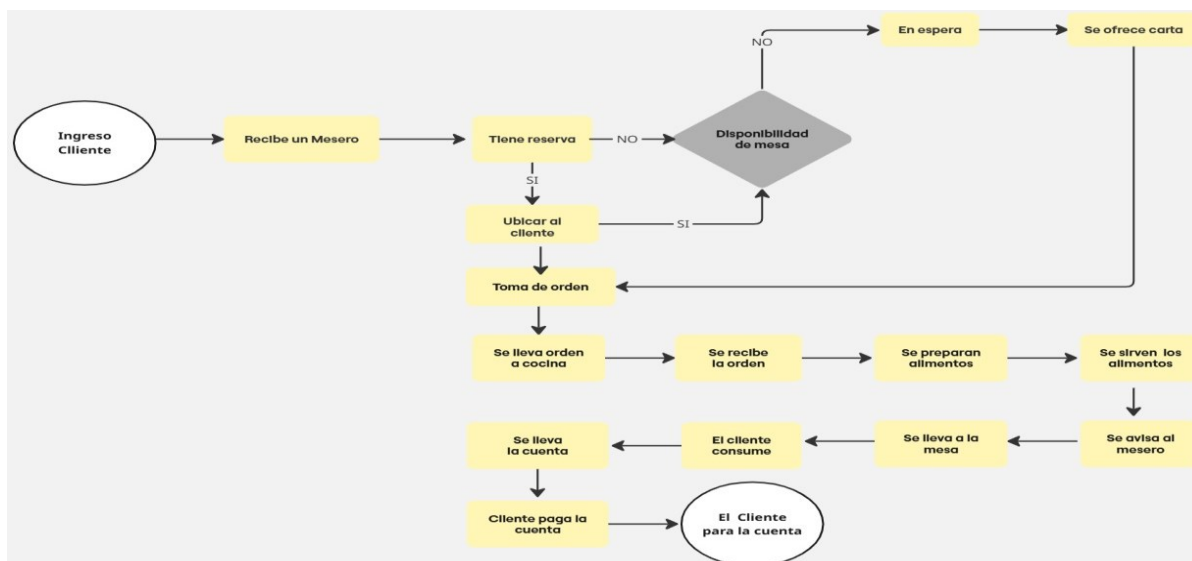 NO
En espera
Se ofrece carta
Ingreso
Clliente
Recibe un Mesero
Tiene reserva
NO
Disponibilidad
de mesa
SI
Ubicar al
cliente
SI
Toma de orden
Se lleva orden
a cocina
Se recibe
la orden
Se preparan
alimentos
Se sirven los
alimentos
Se lleva
la cuenta
El cliente
consume
Se lleva a la
mesa
Se avisa al
mesero
Cliente paga la
cuenta
El Cliente
para la cuenta